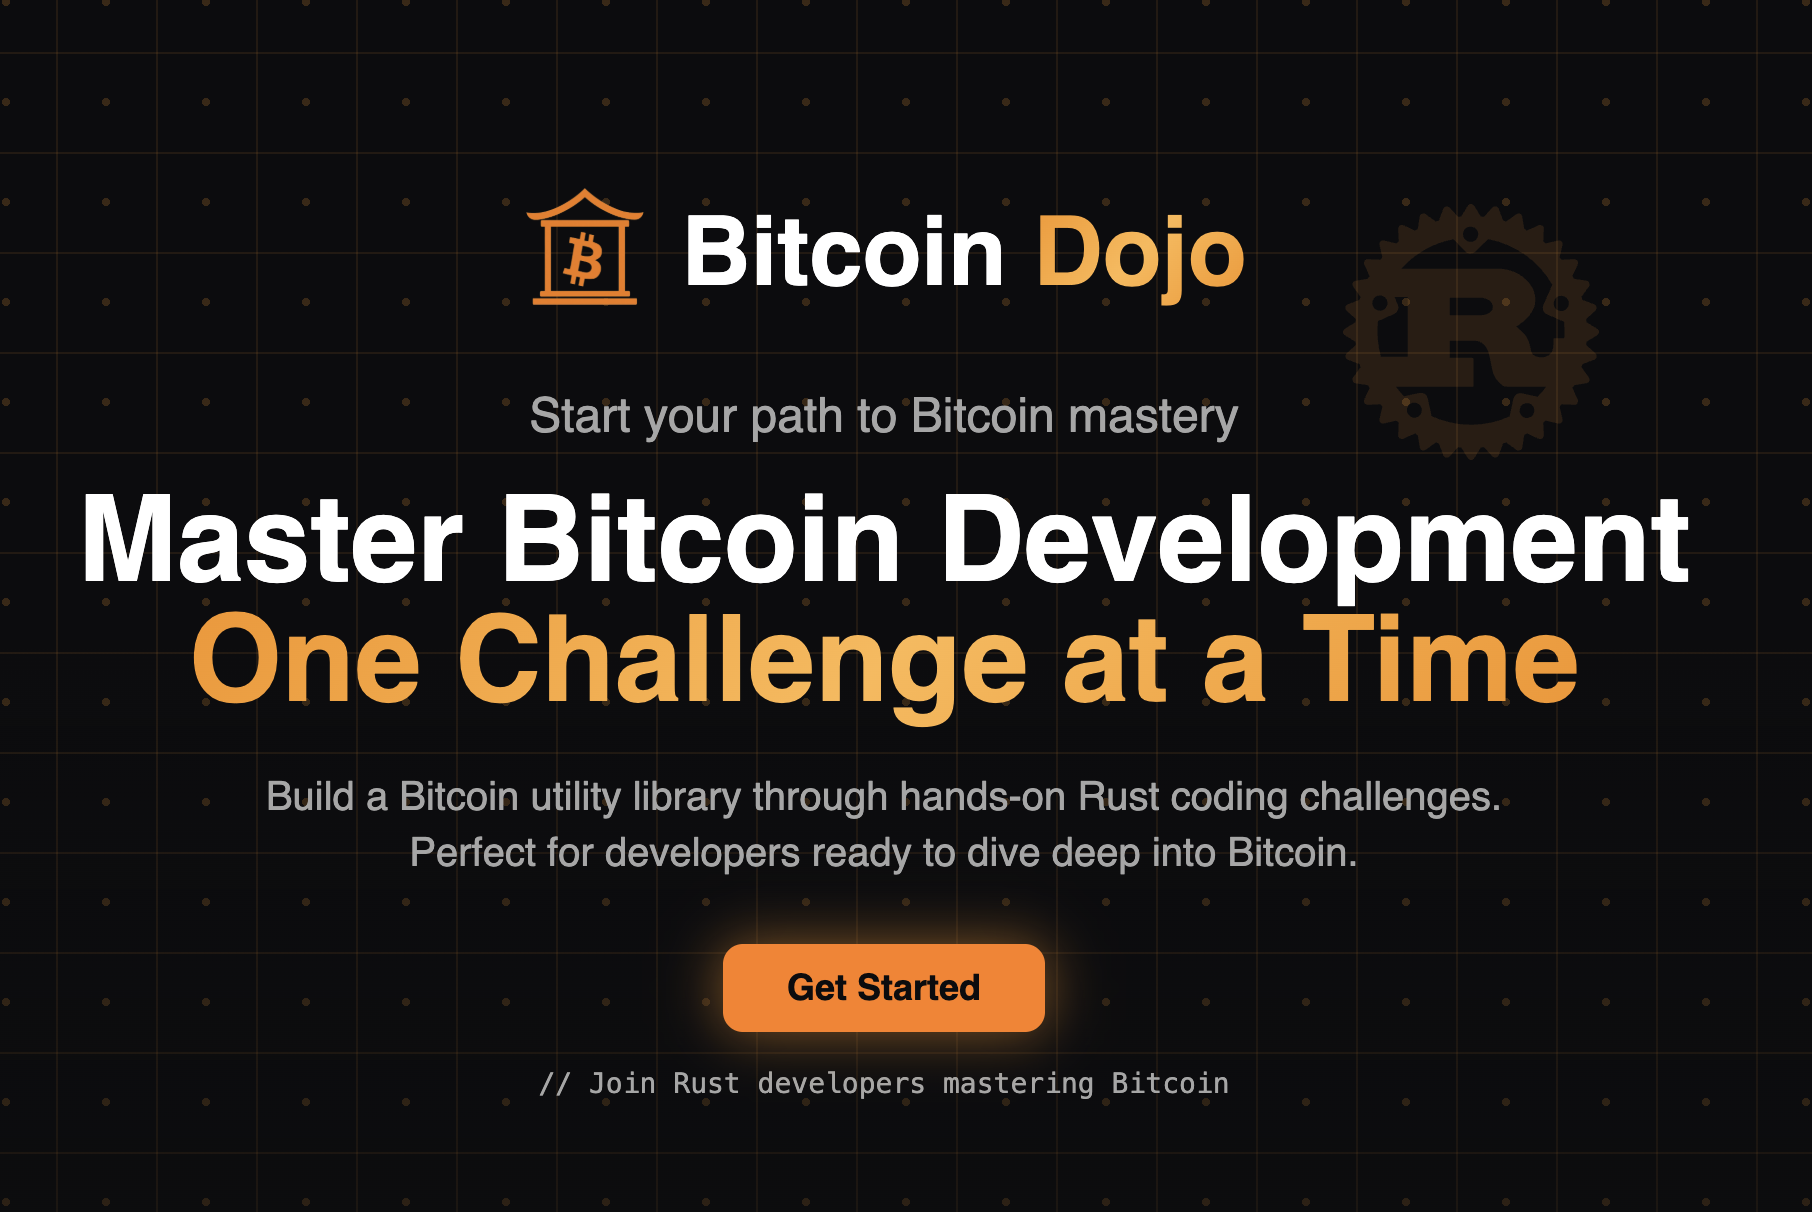 Bitcoin Dojo
Start your path to Bitcoin mastery
Master Bitcoin Development
One Challenge at a Time
Build a Bitcoin utility library through hands-on Rust coding challenges.
Perfect for developers ready to dive deep into Bitcoin.
Get Started
// Join Rust developers mastering Bitcoin